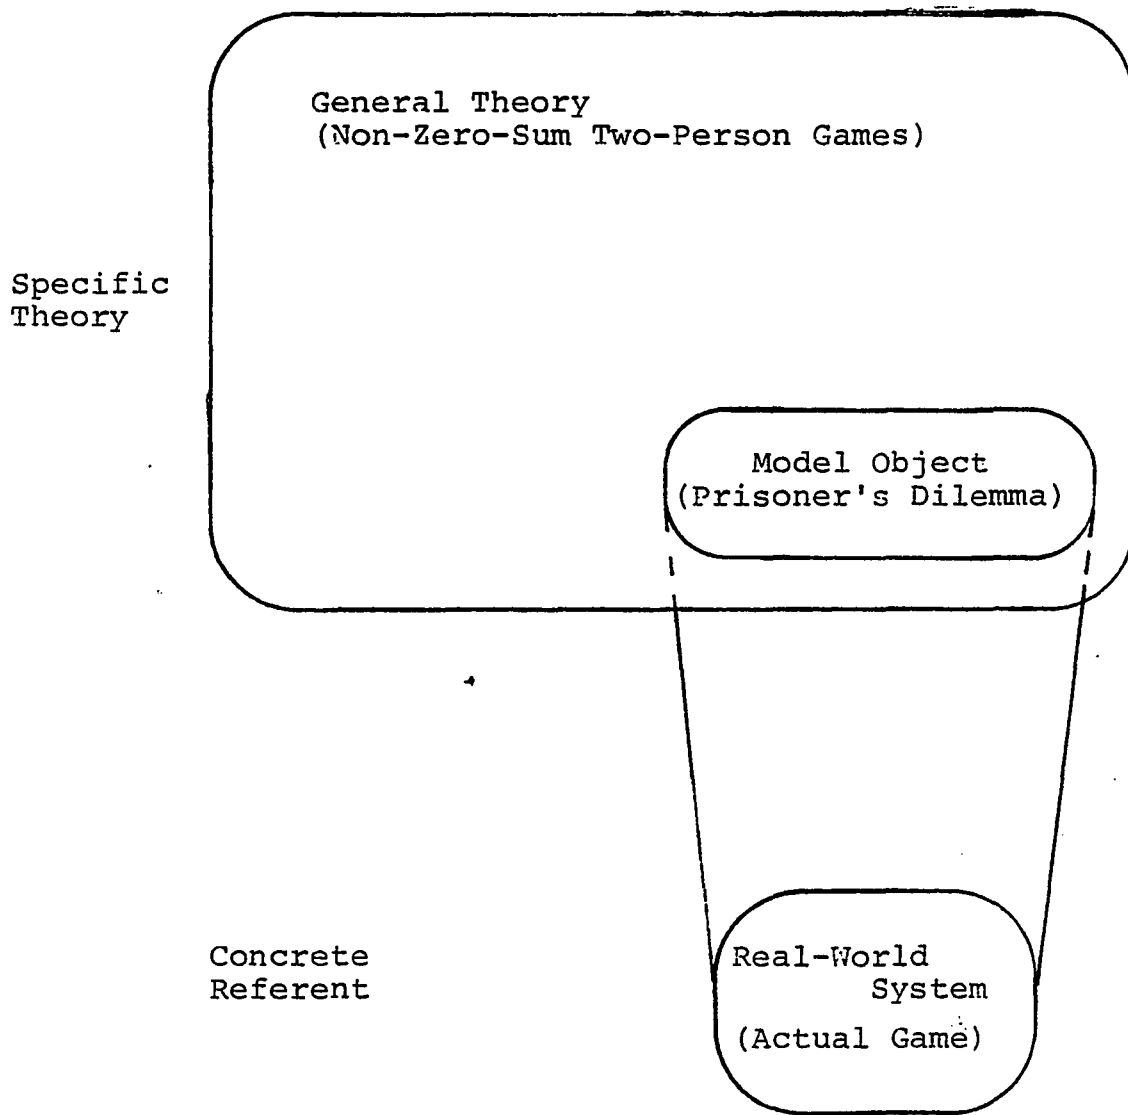 General Theory
(Non-Zero-Sum Two-Person Games)
Specific
Theory
Model Object
(Prisoner's Dilemma)
Concrete
Referent
Real-World
System
(Actual Game)